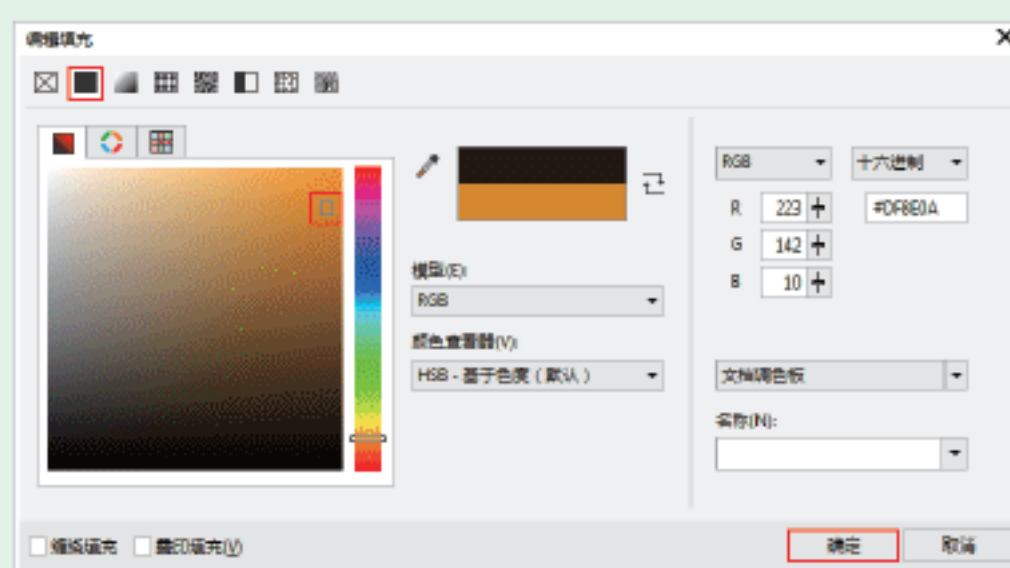 编辑填充
RGB
十六进制
R 223
#DF8E0A
G 142
B 10
模型(E):
RGB
颜色查看器(V):
HSB - 基于色度 ( 默认 )
文档调色板
名称(N):
缠绕填充
叠印填充(V)
确定
取消